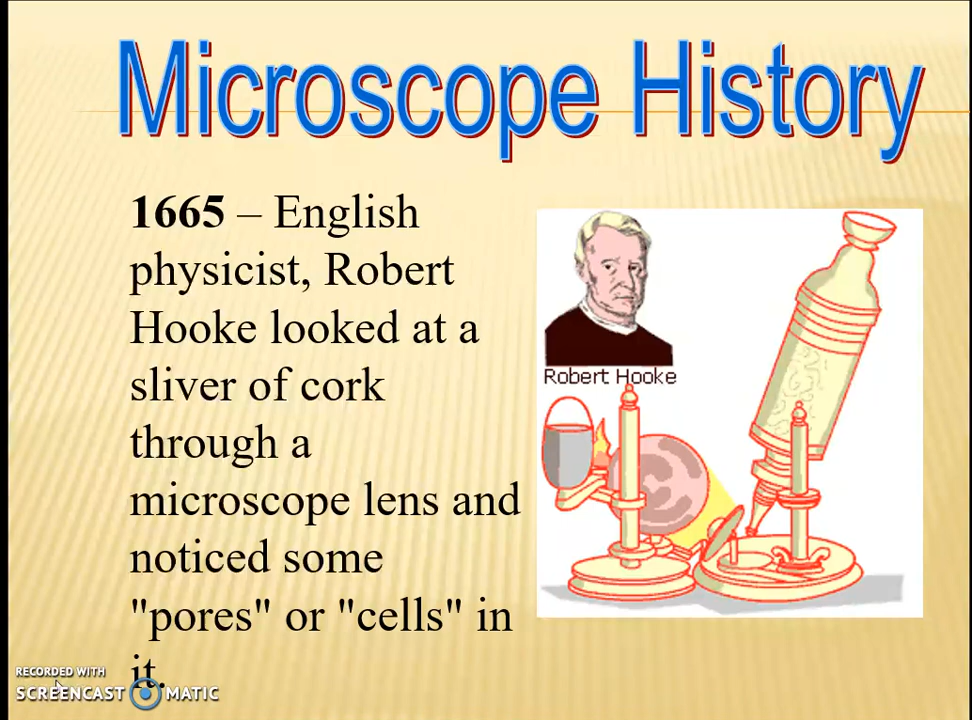 Microscope History
1665 – English
physicist, Robert
Hooke looked at a
sliver of cork
through a
microscope lens and
noticed some
"pores" or "cells" in
it.
Robert Hooke
RECORDED WITH
SCREENCAST MATIC